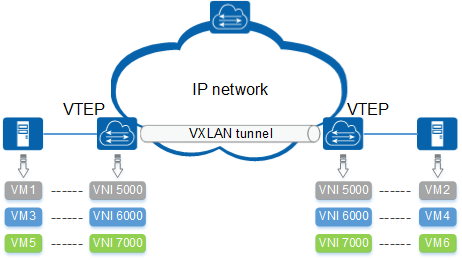 IP network
VTEP
VTEP
VXLAN tunnel
VM1 ------ VNI 5000
VNI 5000 ------ VM2
VM3 ------ VNI 6000
VNI 6000 ------ VM4
VM5 ------ VNI 7000
VNI 7000 ------ VM6